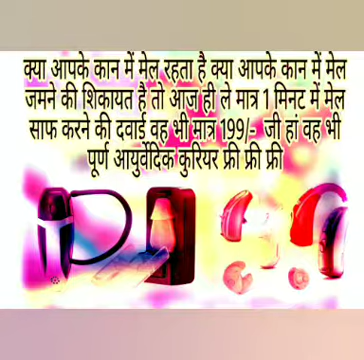 क्या आपके कान में मेल रहता है क्या आपके कान में मेल
जमने की शिकायत है तो आज ही ले मात्र 1 मिनट में मेल
साफ करने की दवाई वह भी मात्र 199/- जी हां वह भी
पूर्ण आयुर्वेदिक कुरियर फ्री फ्री फ्री